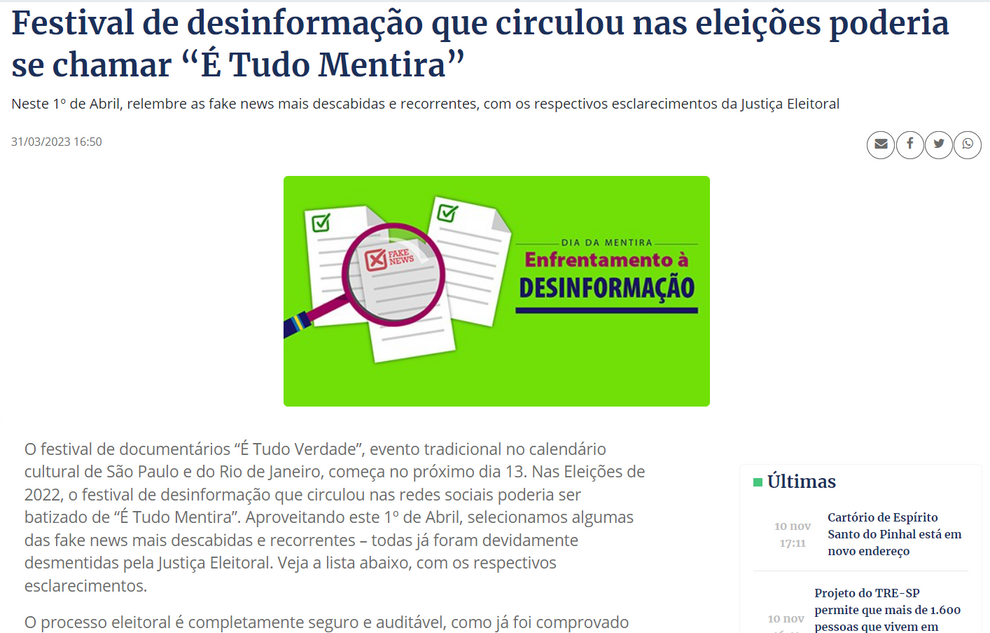 Festival de desinformação que circulou nas eleições poderia
se chamar “É Tudo Mentira”
Neste 1º de Abril, relembre as fake news mais descabidas e recorrentes, com os respectivos esclarecimentos da Justiça Eleitoral
31/03/2023 16:50
FAKE
NEWS
DIA DA MENTIRA
Enfrentamento à
DESINFORMAÇÃO
O festival de documentários “É Tudo Verdade”, evento tradicional no calendário
cultural de São Paulo e do Rio de Janeiro, começa no próximo dia 13. Nas Eleições de
2022, o festival de desinformação que circulou nas redes sociais poderia ser
batizado de “É Tudo Mentira”. Aproveitando este 1º de Abril, selecionamos algumas
das fake news mais descabidas e recorrentes – todas já foram devidamente
desmentidas pela Justiça Eleitoral. Veja a lista abaixo, com os respectivos
esclarecimentos.
O processo eleitoral é completamente seguro e auditável, como já foi comprovado
Últimas
10 nov
17:11
Cartório de Espírito
Santo do Pinhal está em
novo endereço
10 nov
Projeto do TRE-SP
permite que mais de 1.600
pessoas que vivem em